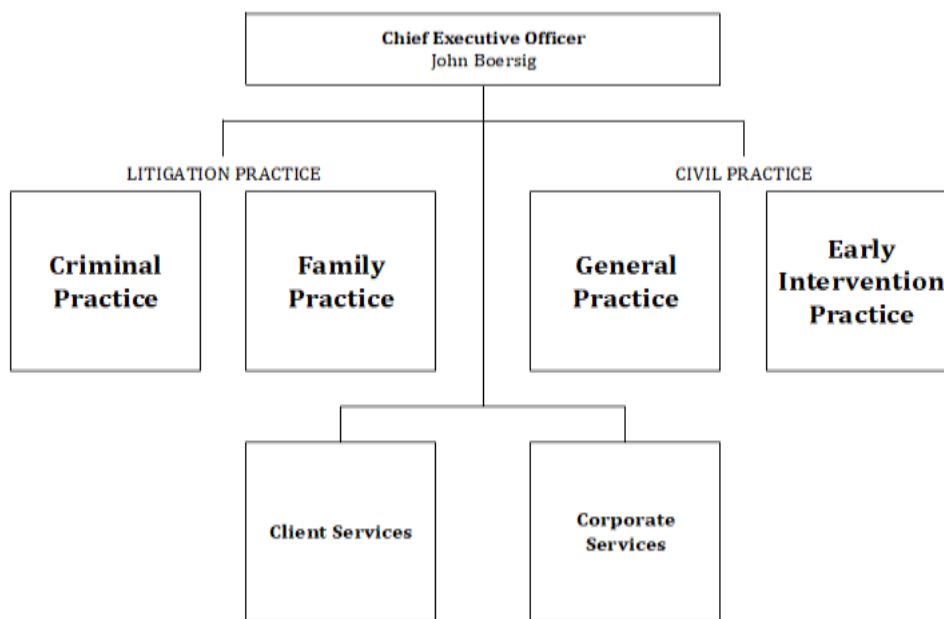 Chief Executive Officer
John Boersig
LITIGATION PRACTICE
CIVIL PRACTICE
Criminal
Practice
Family
Practice
General
Practice
Early
Intervention
Practice
Client Services
Corporate
Services